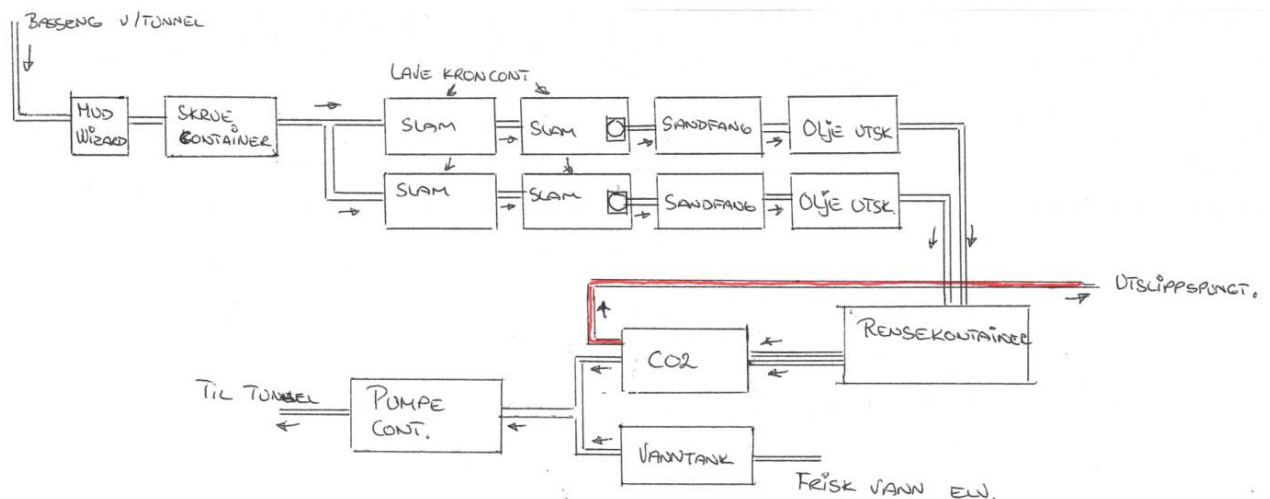 BASSENG V/TUNNEL
LAVE KRONCONT
MUD
WIZARD
SKRUE
CONTAINER
SLAM
SLAM
SANDFANG
OLJE UTSK
SLAM
SLAM
SANDFANG
OLJE UTSK.
UTSLIPPSPUNGT.
RENSEKONTAINER
CO2
TIL TUNNEL
PUMPE
CONT.
VANNTANK
FRISK VANN ELV.